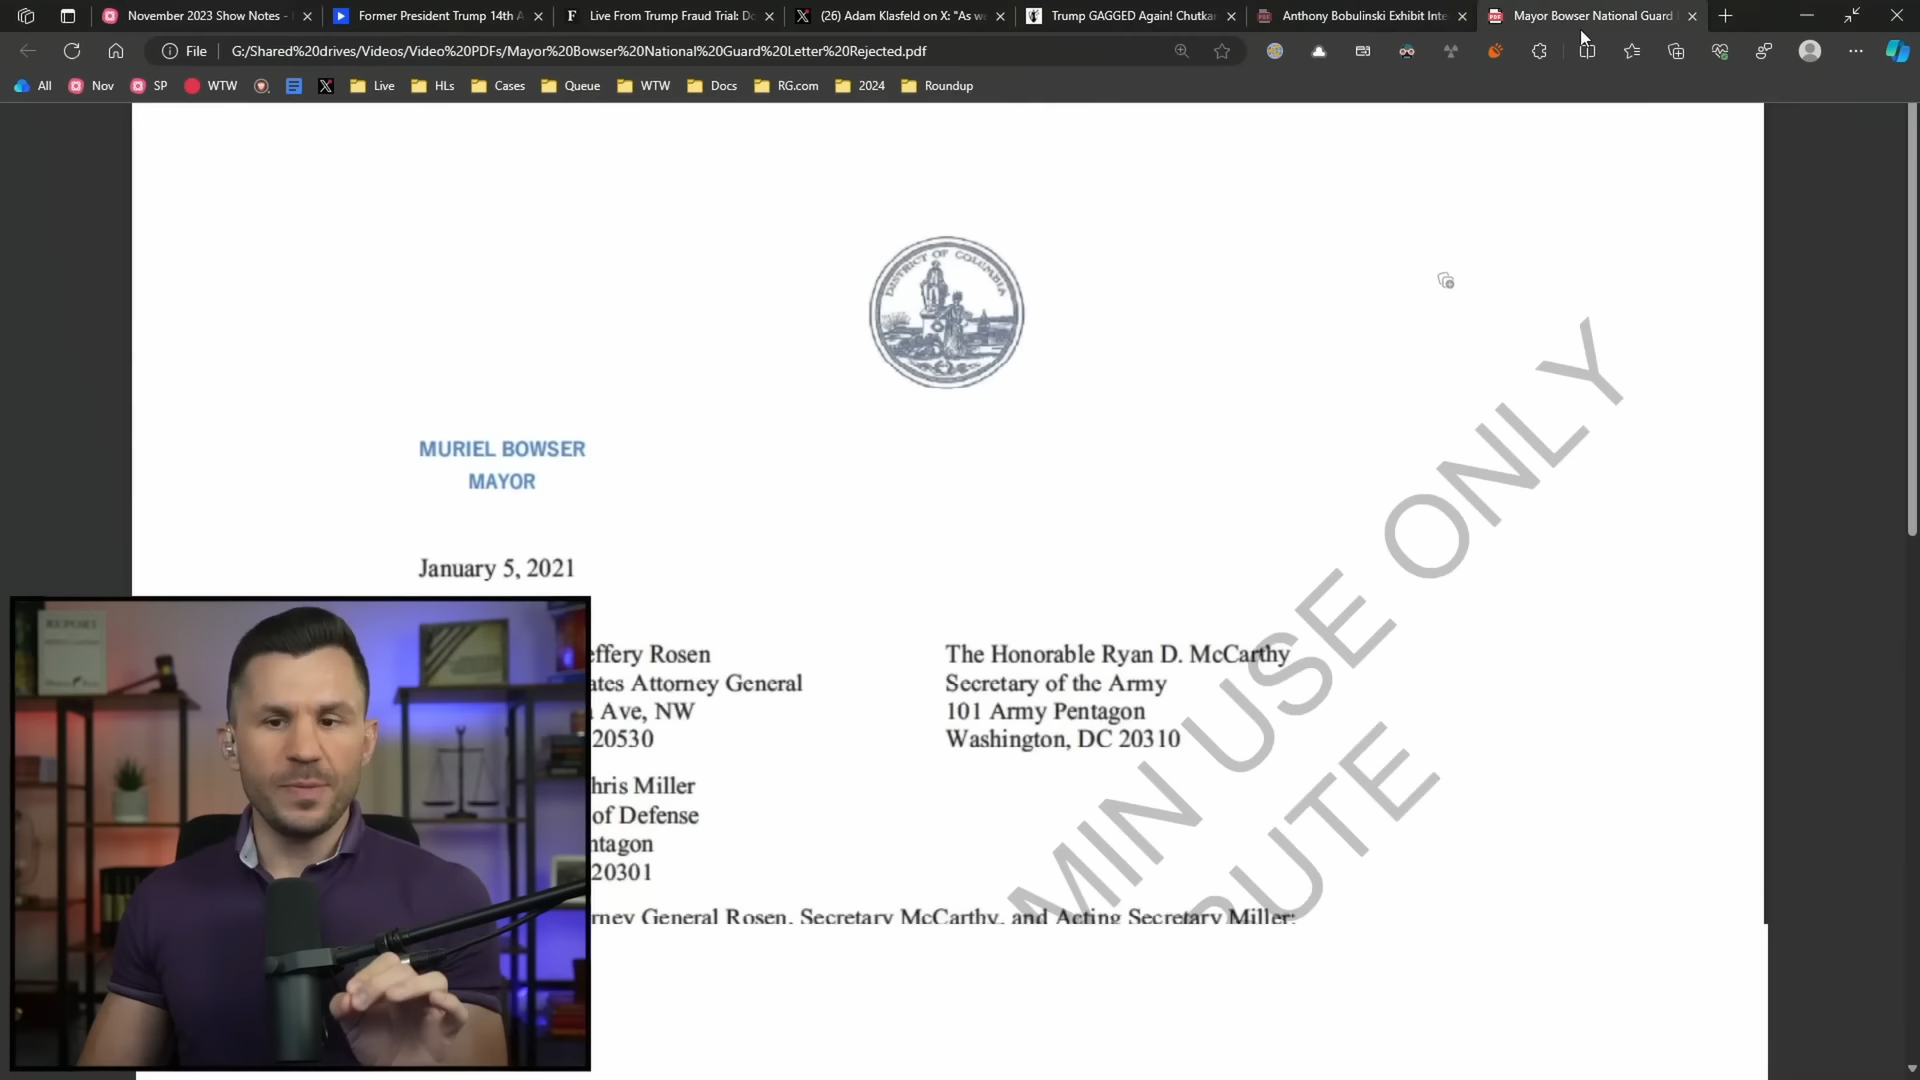 November 2023 Show Notes -
Former President Trump 14th A
Live From Trump Fraud Trial: Do
(26) Adam Klasfeld on X: "As we
Trump GAGGED Again! Chutka
Anthony Bobulinski Exhibit Inte
Mayor Bowser National Guard
File
G:/Shared%20drives/Videos/Video%20PDFs/Mayor%20Bowser%20National%20Guard%20Letter%20Rejected.pdf
All
Nov
SP
WTW
Live
HLs
Cases
Queue
WTW
Docs
RG.com
2024
Roundup
DISTRICT OF COLUMBIA
MURIEL BOWSER
MAYOR
January 5, 2021
effery Rosen
ates Attorney General
Ave, NW
20530
The Honorable Ryan D. McCarthy
Secretary of the Army
101 Army Pentagon
Washington, DC 20310
hris Miller
of Defense
ntagon
20301
rney General Rosen, Secretary McCarthy, and Acting Secretary Miller:
MIN USE ONLY
RUTE
REPORT